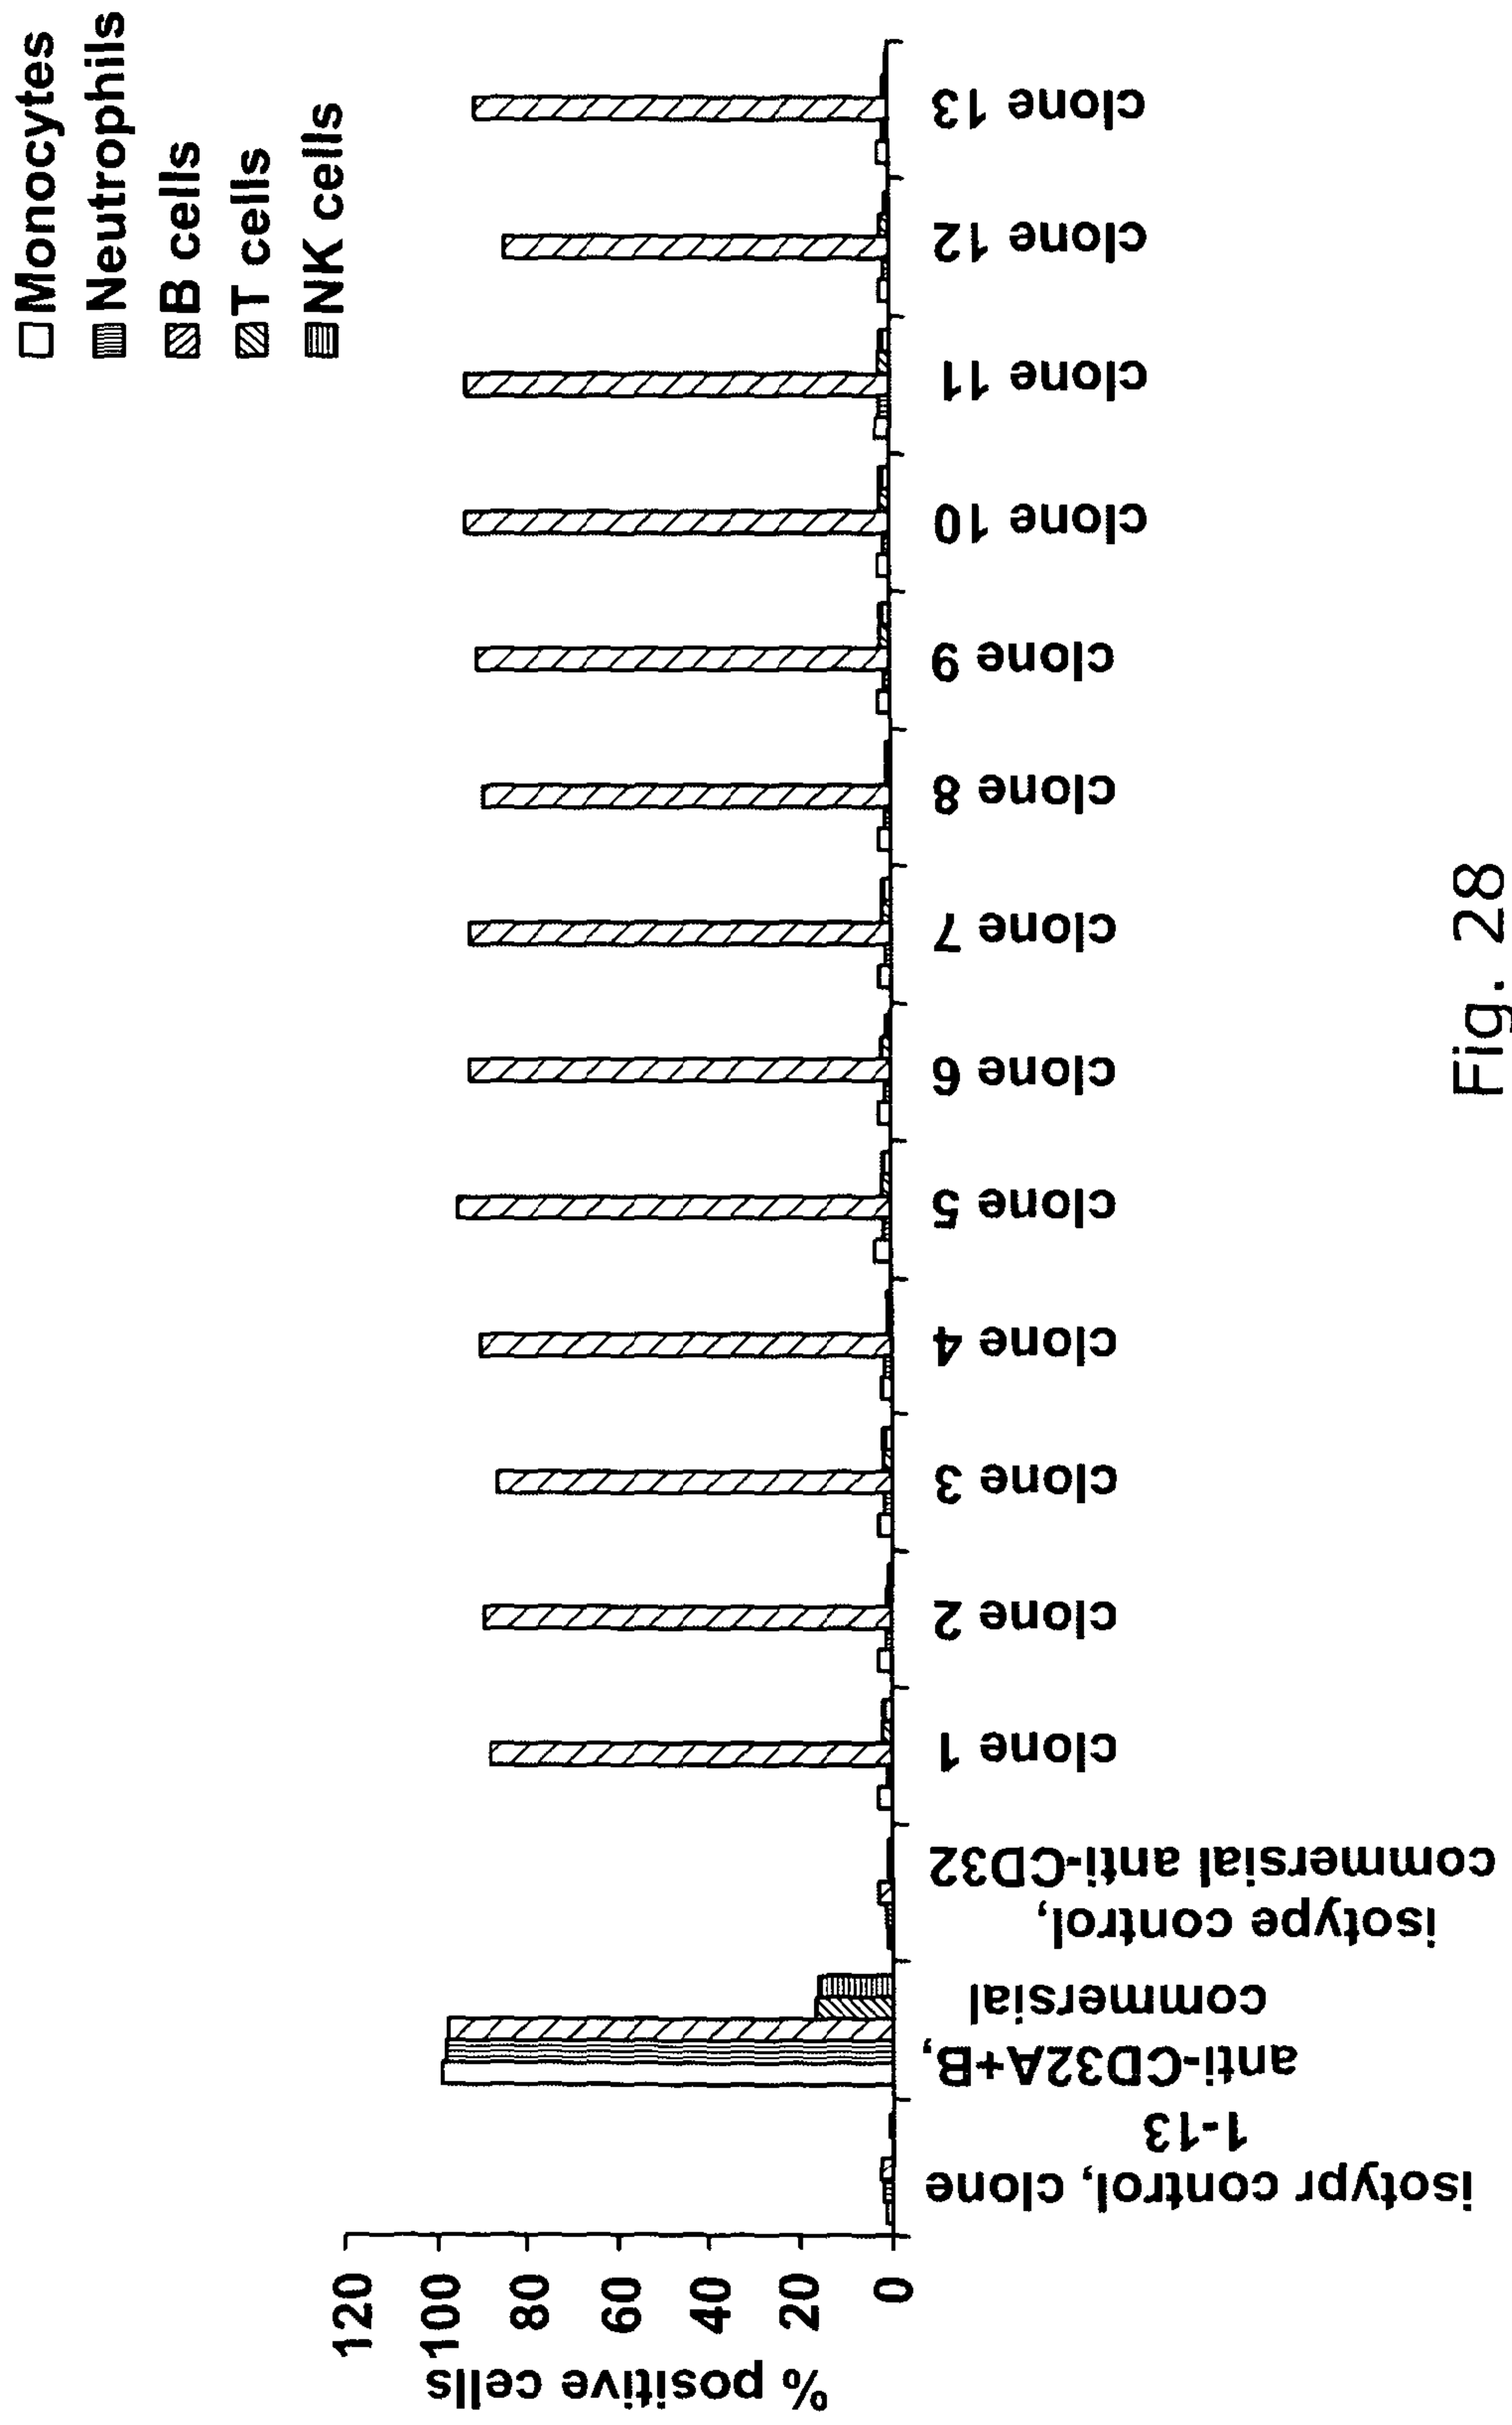 Monocytes
Neutrophils
B cells
T cells
NK cells
% positive cells
120
100
80
60
40
20
0
isotypr control, clone
1-13
anti-CD32A+B,
commersial
isotype control,
commersial anti-CD32
clone 1
clone 2
clone 3
clone 4
clone 5
clone 6
clone 7
clone 8
clone 9
clone 10
clone 11
clone 12
clone 13
Fig. 28